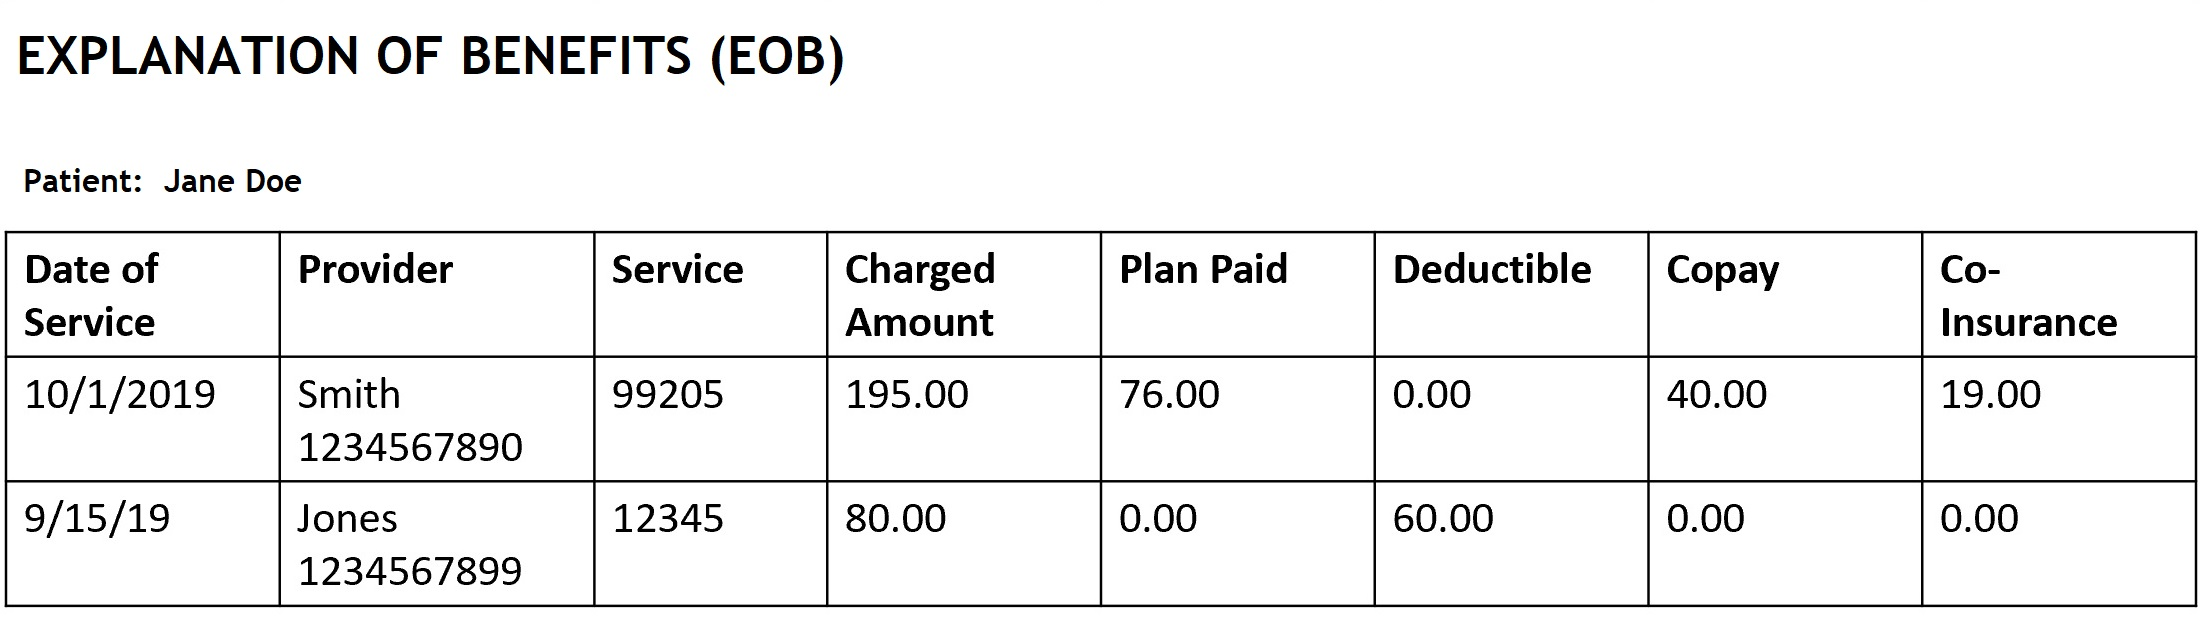 EXPLANATION OF BENEFITS (EOB)
Patient: Jane Doe
Date of Service Provider Service Charged Amount Plan Paid Deductible Copay Co-Insurance
10/1/2019 Smith 1234567890 99205 195.00 76.00 0.00 40.00 19.00
9/15/19 Jones 1234567899 12345 80.00 0.00 60.00 0.00 0.00